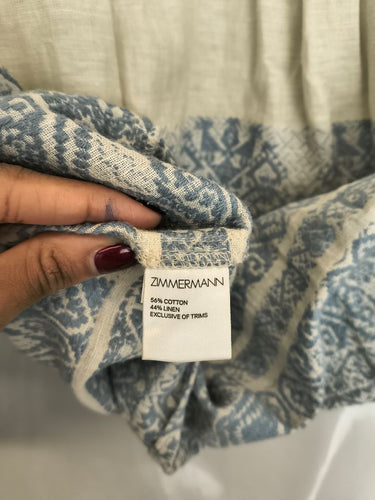 ZIMMERMANN
56% COTTON
44% LINEN
EXCLUSIVE OF TRIMS